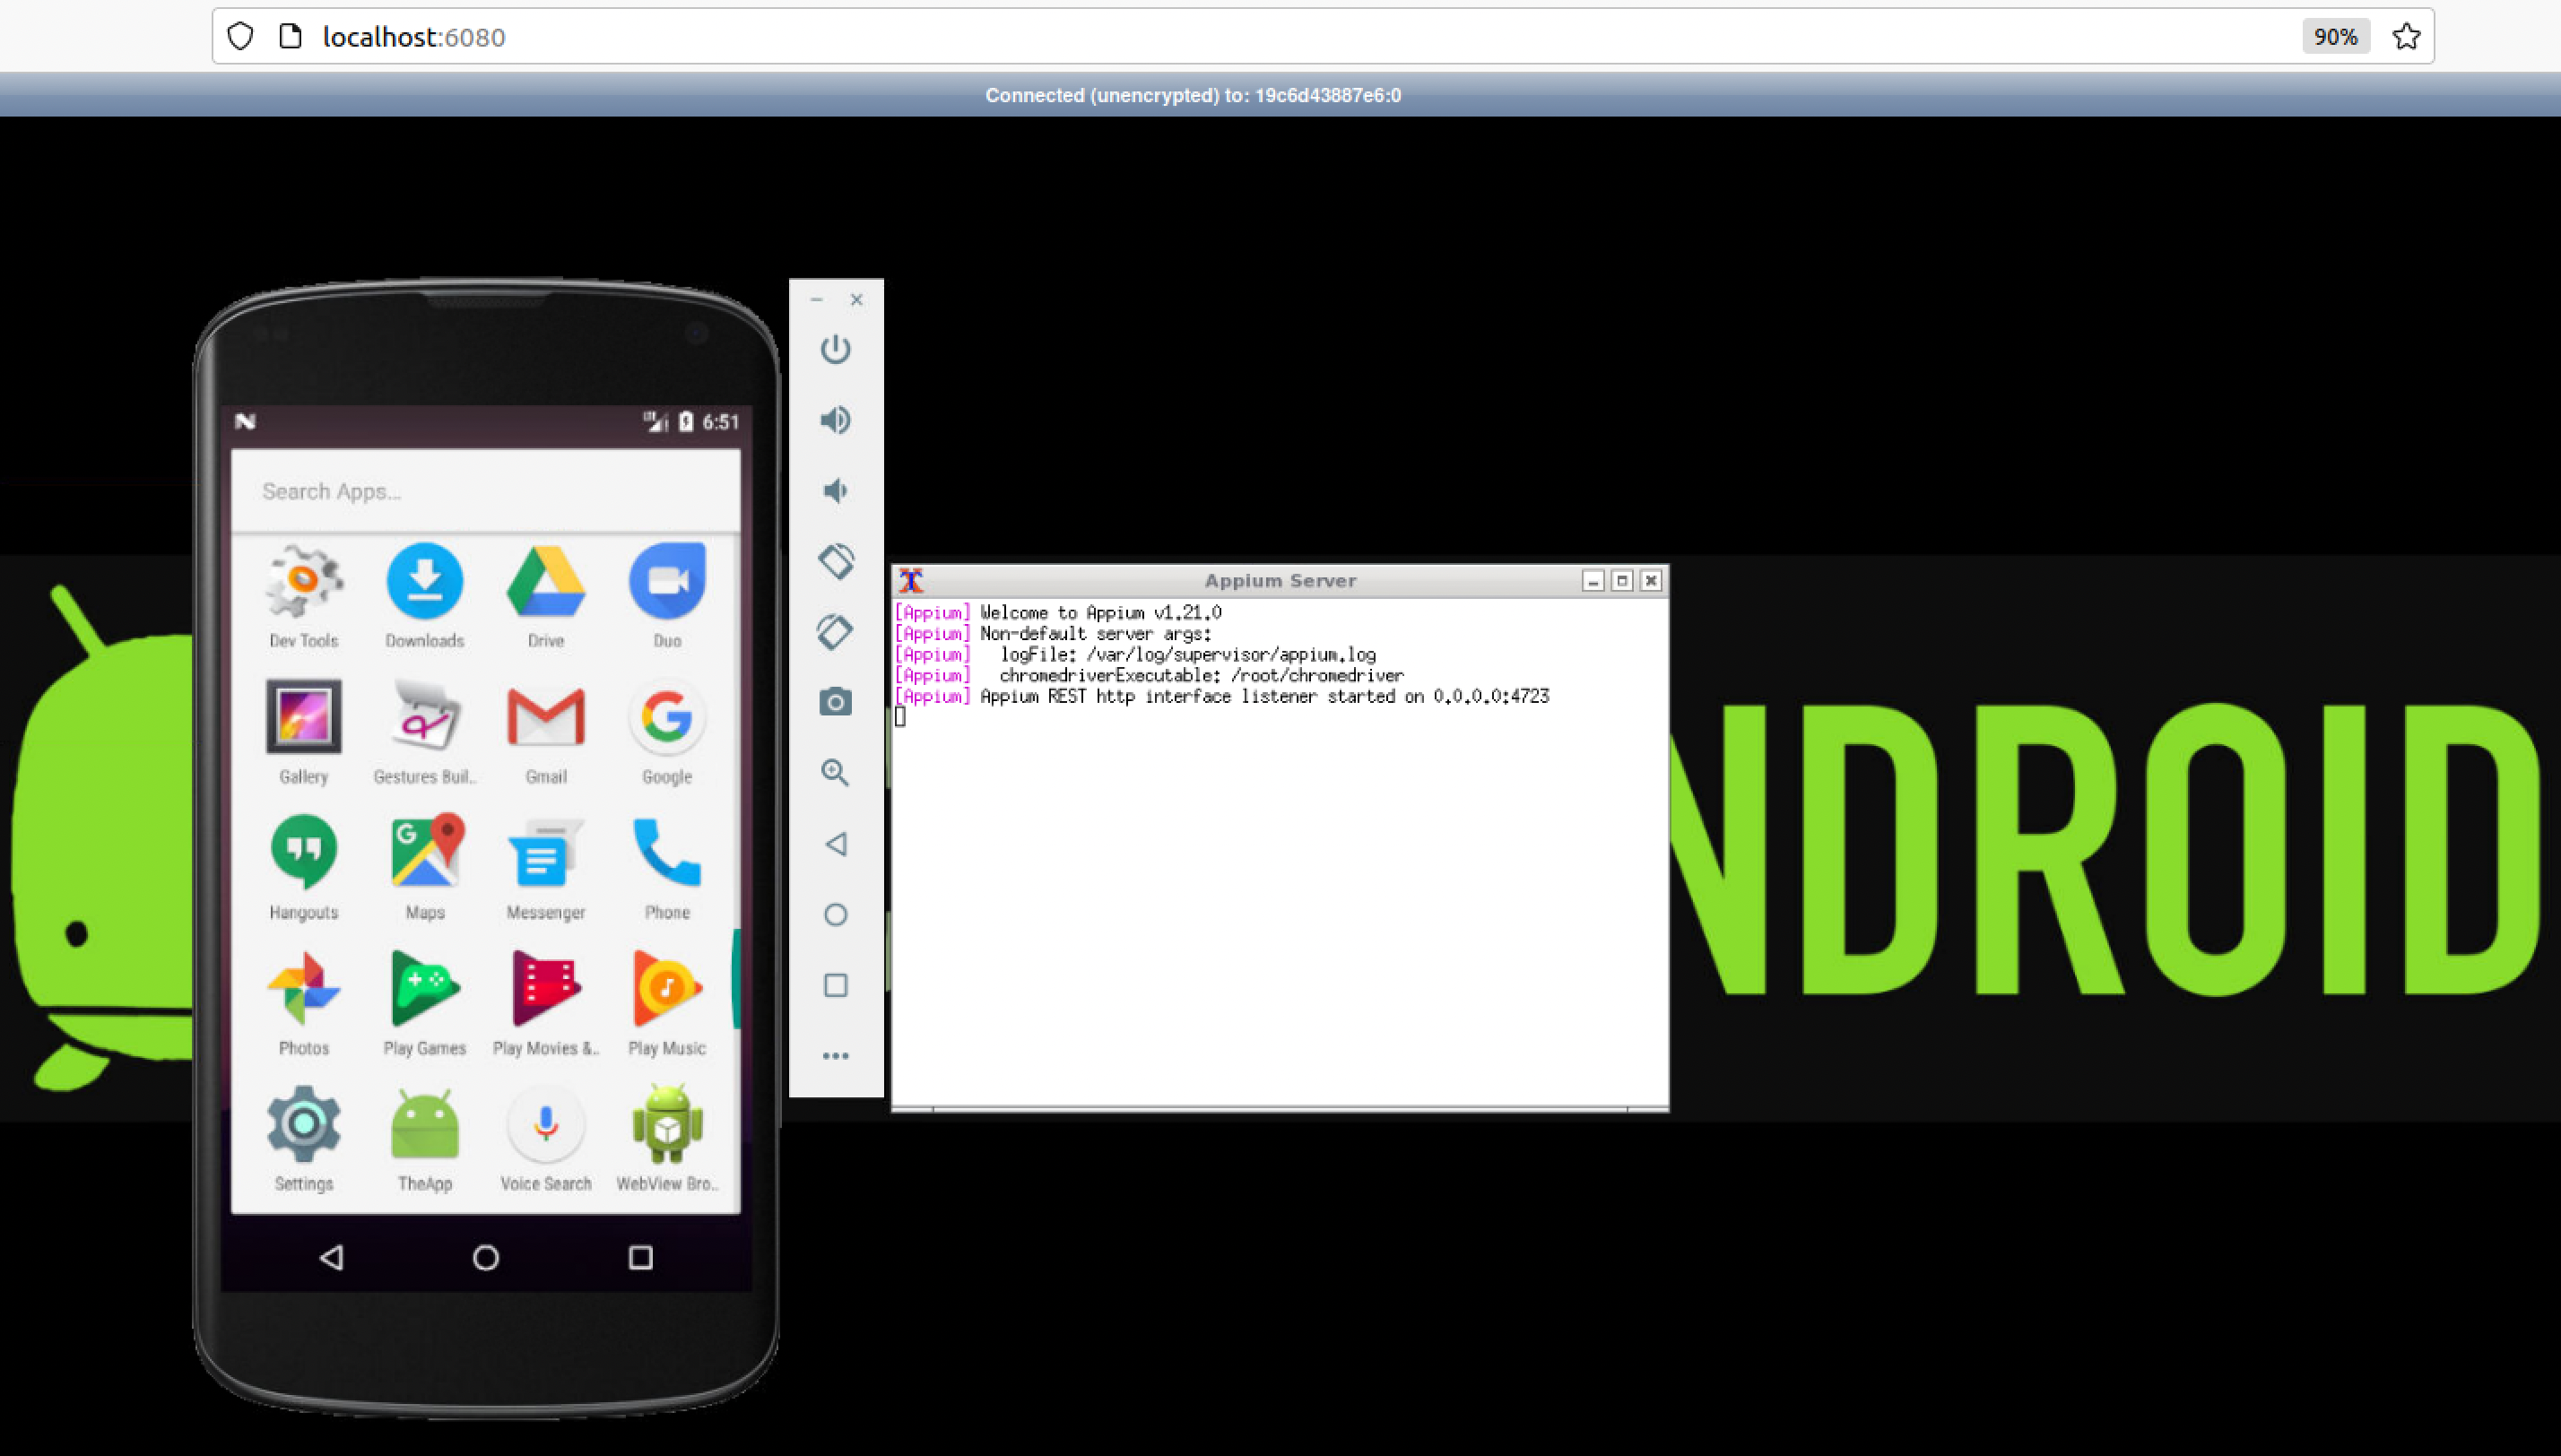 localhost:6080
90%
Connected (unencrypted) to: 19c6d43887e6:0
LTE 6:51
Search Apps...
Dev Tools Downloads Drive Duo
Gallery Gestures Buil.. Gmail Google
Hangouts Maps Messenger Phone
Photos Play Games Play Movies &.. Play Music
Settings TheApp Voice Search WebView Bro..
Appium Server
[Appium] Welcome to Appium v1.21.0
[Appium] Non-default server args:
[Appium] logFile: /var/log/supervisor/appium.log
[Appium] chromedriverExecutable: /root/chromedriver
[Appium] Appium REST http interface listener started on 0.0.0.0:4723
NDROID